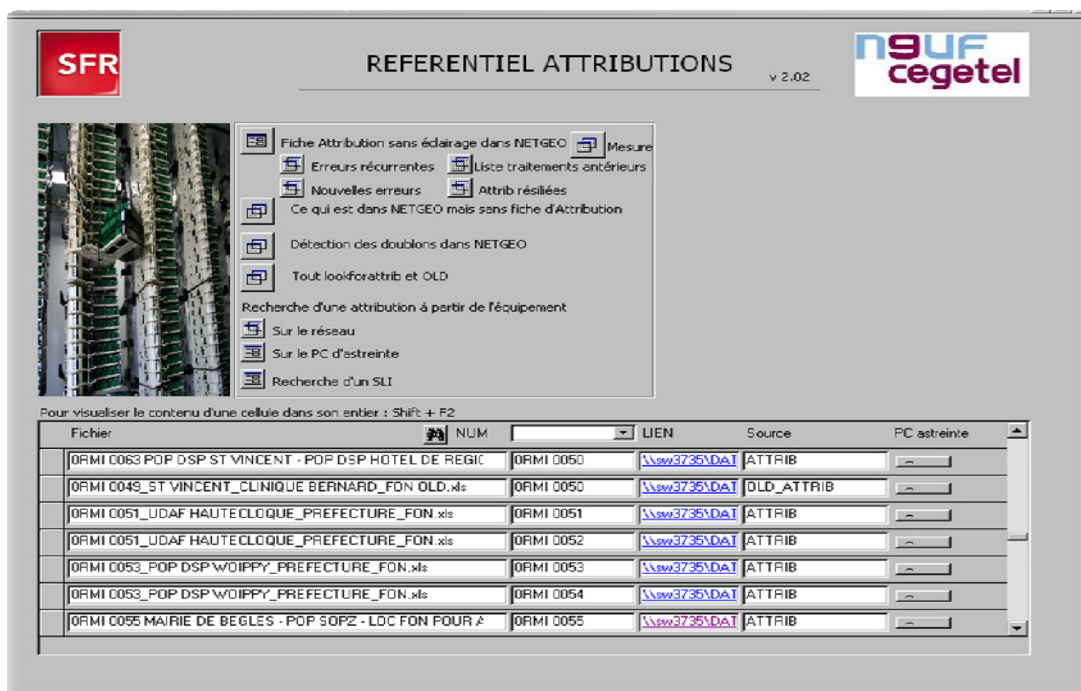 SFR
REFERENTIEL ATTRIBUTIONS
v 2.02
n9uf
cegetel
Fiche Attribution sans éclairage dans NETGEO
Mesure
Erreurs récurrentes
Liste traitements antérieurs
Nouvelles erreurs
Attrib résiliées
Ce qui est dans NETGEO mais sans fiche d'Attribution
Détection des doublons dans NETGEO
Tout lookforattrib et OLD
Recherche d'une attribution à partir de l'équipement
Sur le réseau
Sur le PC d'astreinte
Recherche d'un SLI
Pour visualiser le contenu d'une cellule dans son entier : Shift + F2
Fichier NUM LIEN Source PC astreinte
0RMI 0063 POP DSP ST VINCENT - POP DSP HOTEL DE REGIC 0RMI 0050 \\sw3735\DAT ATTRIB
0RMI 0049_ST VINCENT_CLINIQUE BERNARD_FON OLD.xls 0RMI 0050 \\sw3735\DAT OLD_ATTRIB
0RMI 0051_UDAF HAUTECLOQUE_PREFECTURE_FON.xls 0RMI 0051 \\sw3735\DAT ATTRIB
0RMI 0051_UDAF HAUTECLOQUE_PREFECTURE_FON.xls 0RMI 0052 \\sw3735\DAT ATTRIB
0RMI 0053_POP DSP WOIPPY_PREFECTURE_FON.xls 0RMI 0053 \\sw3735\DAT ATTRIB
0RMI 0053_POP DSP WOIPPY_PREFECTURE_FON.xls 0RMI 0054 \\sw3735\DAT ATTRIB
0RMI 0055 MAIRIE DE BEGLES - POP SOPZ - LOC FON POUR A 0RMI 0055 \\sw3735\DAT ATTRIB